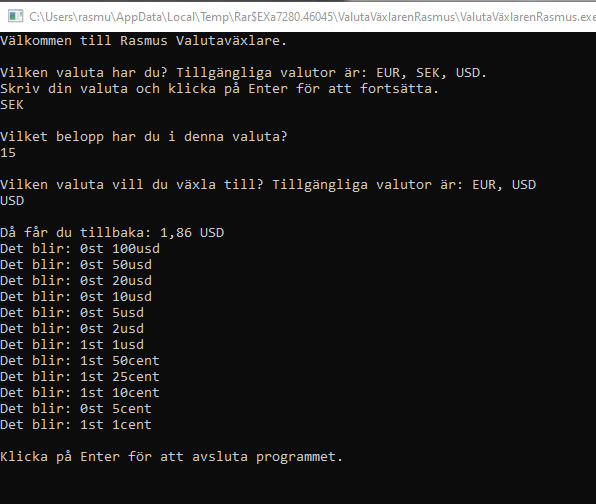 C:\Users\rasmu\AppData\Local\Temp\Rar$EXa7280.46045\ValutaVäxlarenRasmus\ValutaVäxlarenRasmus.exe
Välkommen till Rasmus Valutaväxlare.
Vilken valuta har du? Tillgängliga valutor är: EUR, SEK, USD.
Skriv din valuta och klicka på Enter för att fortsätta.
SEK
Vilket belopp har du i denna valuta?
15
Vilken valuta vill du växla till? Tillgängliga valutor är: EUR, USD
USD
Då får du tillbaka: 1,86 USD
Det blir: 0st 100usd
Det blir: 0st 50usd
Det blir: 0st 20usd
Det blir: 0st 10usd
Det blir: 0st 5usd
Det blir: 0st 2usd
Det blir: 1st 1usd
Det blir: 1st 50cent
Det blir: 1st 25cent
Det blir: 1st 10cent
Det blir: 0st 5cent
Det blir: 1st 1cent
Klicka på Enter för att avsluta programmet.